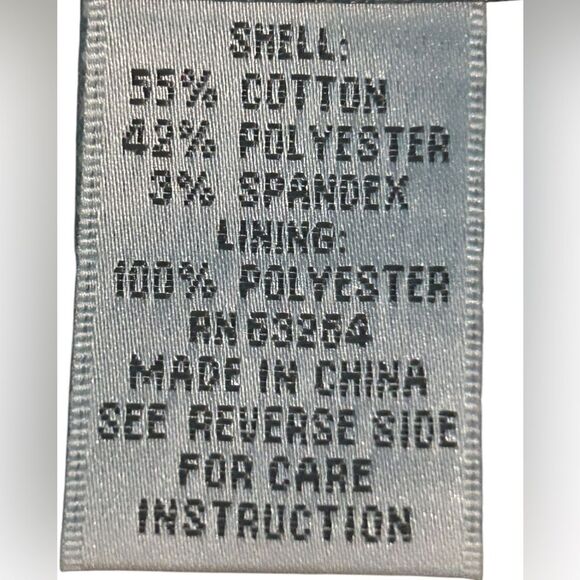 SHELL:
55% COTTON
42% POLYESTER
3% SPANDEX
LINING:
100% POLYESTER
RN 63264
MADE IN CHINA
SEE REVERSE SIDE
FOR CARE
INSTRUCTION